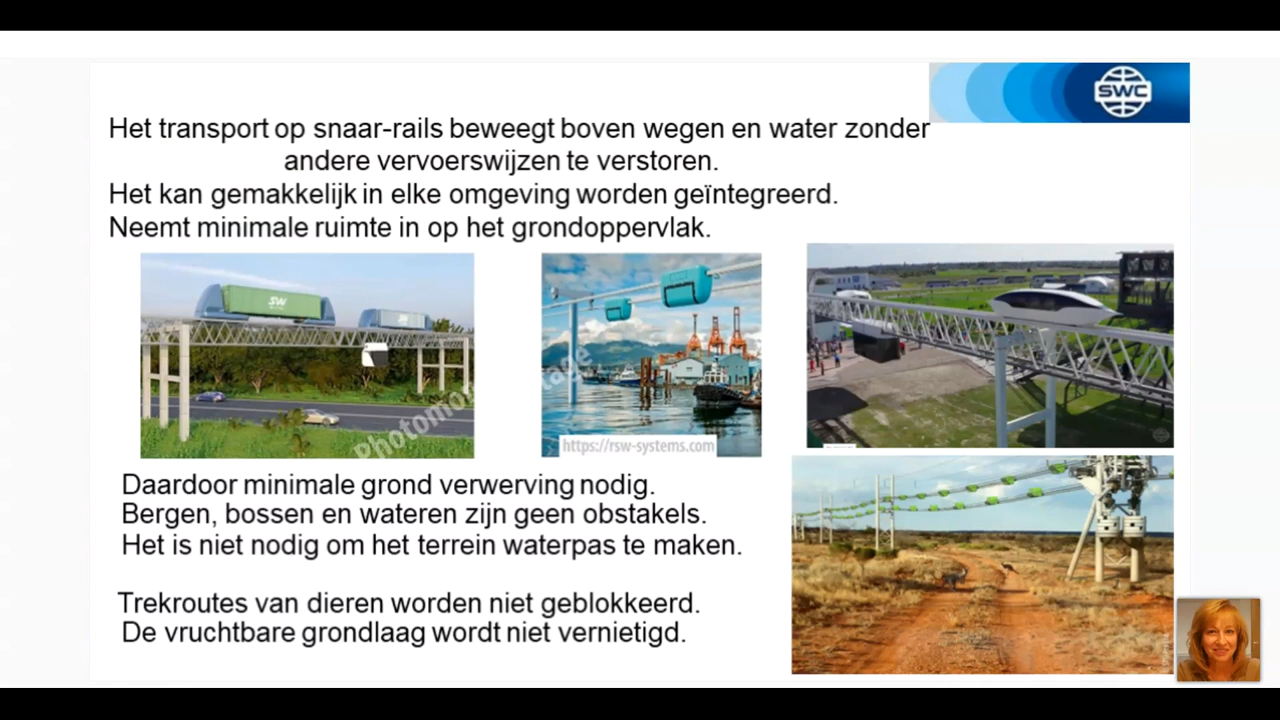 SWC
Het transport op snaar-rails beweegt boven wegen en water zonder
andere vervoerswijzen te verstoren.
Het kan gemakkelijk in elke omgeving worden geïntegreerd.
Neemt minimale ruimte in op het grondoppervlak.
SW
https://rsw-systems.com
Daardoor minimale grond verwerving nodig.
Bergen, bossen en wateren zijn geen obstakels.
Het is niet nodig om het terrein waterpas te maken.
Trekroutes van dieren worden niet geblokkeerd.
De vruchtbare grondlaag wordt niet vernietigd.